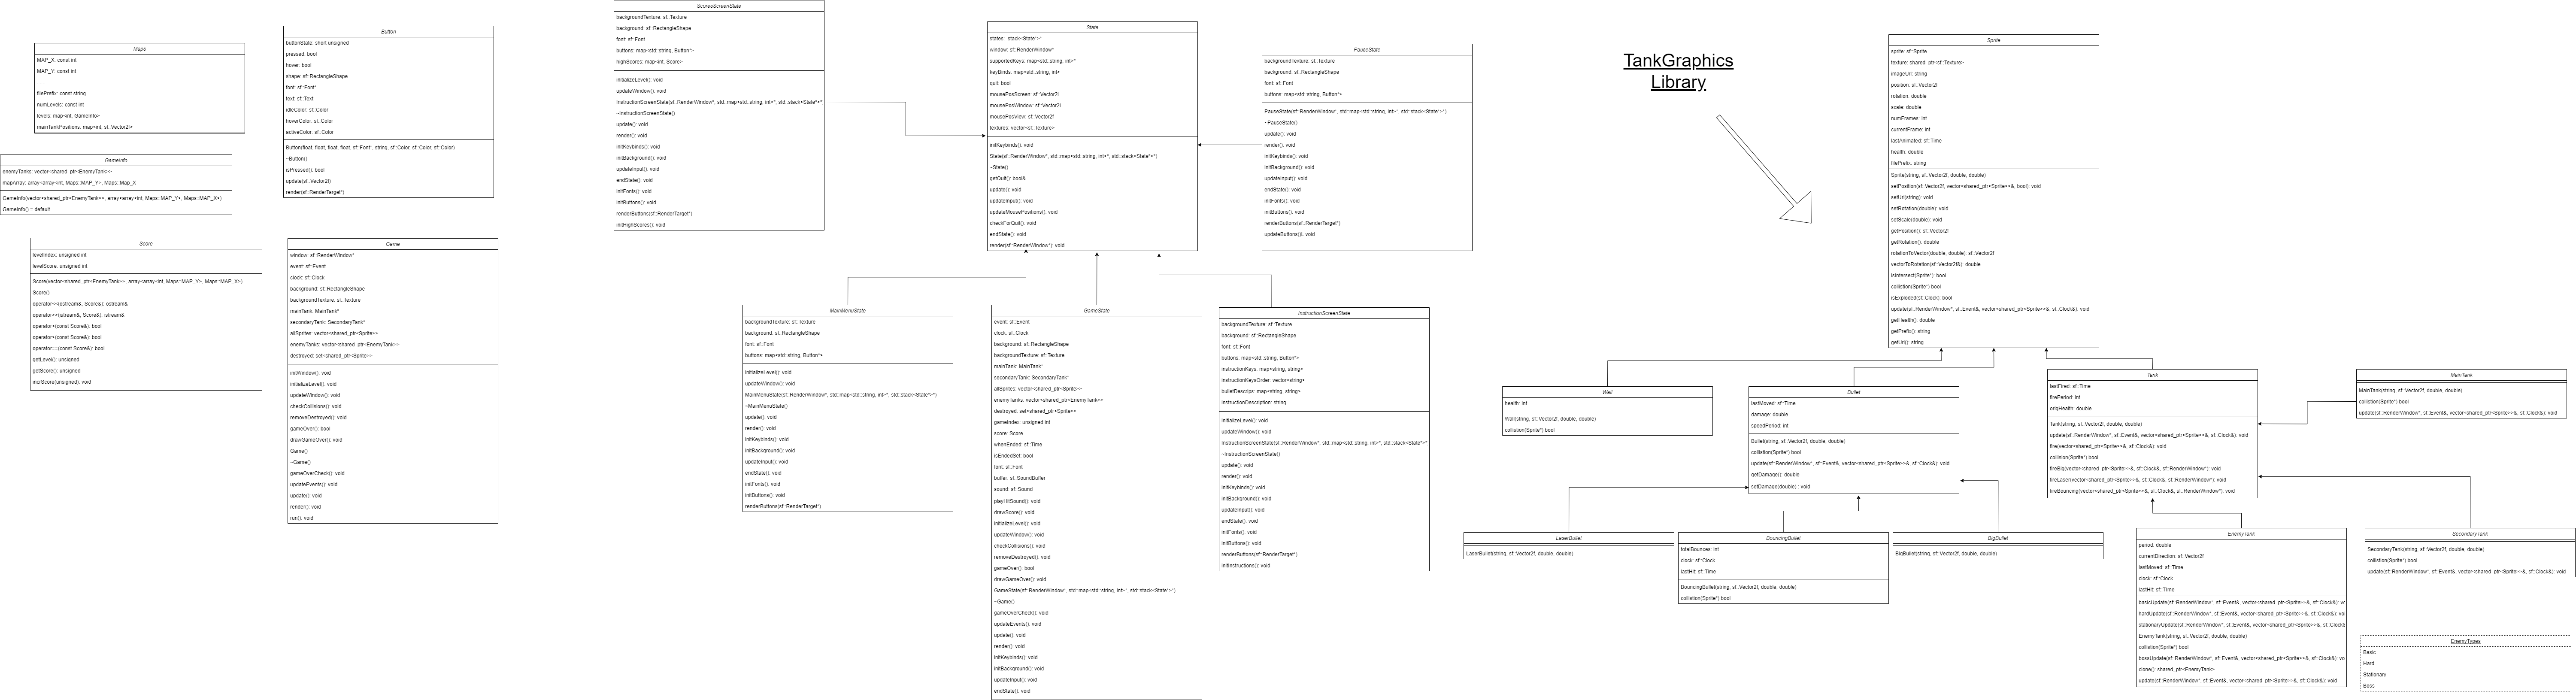 Maps
MAP_X: const int
MAP_Y: const int
......
filePrefix: const string
numLevels: const int
levels: map<int, GameInfo>
mainTankPositions: map<int, sf::Vector2f>
GameInfo
enemyTanks: vector<shared_ptr<EnemyTank>>
mapArray: array<array<int, Maps::MAP_Y>, Maps::Map_X
GameInfo(vector<shared_ptr<EnemyTank>>, array<array<int, Maps::MAP_Y>, Maps::MAP_X>)
GameInfo() = default
Score
levelIndex: unsigned int
levelScore: unsigned int
Score(vector<shared_ptr<EnemyTank>>, array<array<int, Maps::MAP_Y>, Maps::MAP_X>)
Score()
operator<<(ostream&, Score&): ostream&
operator>>(istream&, Score&): istream&
operator<(const Score&): bool
operator>(const Score&): bool
operator==(const Score&): bool
getLevel(): unsigned
getScore(): unsigned
incrScore(unsigned): void
Button
buttonState: short unsigned
pressed: bool
hover: bool
shape: sf::RectangleShape
font: sf::Font*
text: sf::Text
idleColor: sf::Color
hoverColor: sf::Color
activeColor: sf::Color
Button(float, float, float, float, sf::Font*, string, sf::Color, sf::Color, sf::Color)
~Button()
isPressed(): bool
update(sf::Vector2f)
render(sf::RenderTarget*)
Game
window: sf::RenderWindow*
event: sf::Event
clock: sf::Clock
background: sf::RectangleShape
backgroundTexture: sf::Texture
mainTank: MainTank*
secondaryTank: SecondaryTank*
allSprites: vector<shared_ptr<Sprite>>
enemyTanks: vector<shared_ptr<EnemyTank>>
destroyed: set<shared_ptr<Sprite>>
initWindow(): void
initializeLevel(): void
updateWindow(): void
checkCollisions(): void
removeDestroyed(): void
gameOver(): bool
drawGameOver(): void
Game()
~Game()
gameOverCheck(): void
updateEvents(): void
update(): void
render(): void
run(): void
ScoresScreenState
backgroundTexture: sf::Texture
background: sf::RectangleShape
font: sf::Font
buttons: map<std::string, Button*>
highScores: map<int, Score>
initializeLevel(): void
updateWindow(): void
InstructionScreenState(sf::RenderWindow*, std::map<std::string, int>*, std::stack<State*>*
~InstructionScreenState()
update(): void
render(): void
initKeybinds(): void
initBackground(): void
updateInput(): void
endState(): void
initFonts(): void
initButtons(): void
renderButtons(sf::RenderTarget*)
initHighScores(): void
State
states:  stack<State*>*
window: sf::RenderWindow*
supportedKeys: map<std::string, int>*
keyBinds: map<std::string, int>
quit: bool
mousePosScreen: sf::Vector2i
mousePosWindow: sf::Vector2i
mousePosView: sf::Vector2f
textures: vector<sf::Texture>
initKeybinds(): void
State(sf::RenderWindow*, std::map<std::string, int>*, std::stack<State*>*)
~State()
getQuit(): bool&
update(): void
updateInput(): void
updateMousePositions(): void
checkForQuit(): void
endState(): void
render(sf::RenderWindow*): void
PauseState
backgroundTexture: sf::Texture
background: sf::RectangleShape
font: sf::Font
buttons: map<std::string, Button*>
PauseState(sf::RenderWindow*, std::map<std::string, int>*, std::stack<State*>*)
~PauseState()
update(): void
render(): void
initKeybinds(): void
initBackground(): void
updateInput(): void
endState(): void
initFonts(): void
initButtons(): void
renderButtons(sf::RenderTarget*)
updateButtons()L void
MainMenuState
backgroundTexture: sf::Texture
background: sf::RectangleShape
font: sf::Font
buttons: map<std::string, Button*>
initializeLevel(): void
updateWindow(): void
MainMenuState(sf::RenderWindow*, std::map<std::string, int>*, std::stack<State*>*)
~MainMenuState()
update(): void
render(): void
initKeybinds(): void
initBackground(): void
updateInput(): void
endState(): void
initFonts(): void
initButtons(): void
renderButtons(sf::RenderTarget*)
GameState
event: sf::Event
clock: sf::Clock
background: sf::RectangleShape
backgroundTexture: sf::Texture
mainTank: MainTank*
secondaryTank: SecondaryTank*
allSprites: vector<shared_ptr<Sprite>>
enemyTanks: vector<shared_ptr<EnemyTank>>
destroyed: set<shared_ptr<Sprite>>
gameIndex: unsigned int
score: Score
whenEnded: sf::Time
isEndedSet: bool
font: sf::Font
buffer: sf::SoundBuffer
sound: sf::Sound
playHitSound(): void
drawScore(): void
initializeLevel(): void
updateWindow(): void
checkCollisions(): void
removeDestroyed(): void
gameOver(): bool
drawGameOver(): void
GameState(sf::RenderWindow*, std::map<std::string, int>*, std::stack<State*>*)
~Game()
gameOverCheck(): void
updateEvents(): void
update(): void
render(): void
initKeybinds(): void
initBackground(): void
updateInput(): void
endState(): void
InstructionScreenState
backgroundTexture: sf::Texture
background: sf::RectangleShape
font: sf::Font
buttons: map<std::string, Button*>
instructionKeys: map<string, string>
instructionKeysOrder: vector<string>
bulletDescrips: map<string, string>
instructionDescription: string
initializeLevel(): void
updateWindow(): void
InstructionScreenState(sf::RenderWindow*, std::map<std::string, int>*, std::stack<State*>*
~InstructionScreenState()
update(): void
render(): void
initKeybinds(): void
initBackground(): void
updateInput(): void
endState(): void
initFonts(): void
initButtons(): void
renderButtons(sf::RenderTarget*)
initInstructions(): void
TankGraphics
Library
Sprite
sprite: sf::Sprite
texture: shared_ptr<sf::Texture>
imageUrl: string
position: sf::Vector2f
rotation: double
scale: double
numFrames: int
currentFrame: int
lastAnimated: sf::Time
health: double
filePrefix: string
Sprite(string, sf::Vector2f, double, double)
setPosition(sf::Vector2f, vector<shared_ptr<Sprite>>&, bool): void
setUrl(string): void
setRotation(double): void
setScale(double): void
getPosition(): sf::Vector2f
getRotation(): double
rotationToVector(double, double): sf::Vector2f
vectorToRotation(sf::Vector2f&): double
isIntersect(Sprite*): bool
collistion(Sprite*) bool
isExploded(sf::Clock): bool
update(sf::RenderWindow*, sf::Event&, vector<shared_ptr<Sprite>>&, sf::Clock&): void
getHealth(): double
getPrefix(): string
getUrl(): string
Wall
health: int
Wall(string, sf::Vector2f, double, double)
collistion(Sprite*) bool
Bullet
lastMoved: sf::Time
damage: double
speedPeriod: int
Bullet(string, sf::Vector2f, double, double)
collistion(Sprite*) bool
update(sf::RenderWindow*, sf::Event&, vector<shared_ptr<Sprite>>&, sf::Clock&): void
getDamage(): double
setDamage(double) : void
Tank
lastFired: sf::Time
firePeriod: int
origHealth: double
Tank(string, sf::Vector2f, double, double)
update(sf::RenderWindow*, sf::Event&, vector<shared_ptr<Sprite>>&, sf::Clock&): void
fire(vector<shared_ptr<Sprite>>&, sf::Clock&): void
collision(Sprite*) bool
fireBig(vector<shared_ptr<Sprite>>&, sf::Clock&, sf::RenderWindow*): void
fireLaser(vector<shared_ptr<Sprite>>&, sf::Clock&, sf::RenderWindow*): void
fireBouncing(vector<shared_ptr<Sprite>>&, sf::Clock&, sf::RenderWindow*): void
MainTank
MainTank(string, sf::Vector2f, double, double)
collistion(Sprite*) bool
update(sf::RenderWindow*, sf::Event&, vector<shared_ptr<Sprite>>&, sf::Clock&): void
LaserBullet
LaserBullet(string, sf::Vector2f, double, double)
BouncingBullet
totalBounces: int
clock: sf::Clock
lastHit: sf::Time
BouncingBullet(string, sf::Vector2f, double, double)
collistion(Sprite*) bool
BigBullet
BigBullet(string, sf::Vector2f, double, double)
EnemyTank
period: double
currentDirection: sf::Vector2f
lastMoved: sf::Time
clock: sf::Clock
lastHit: sf::Time
basicUpdate(sf::RenderWindow*, sf::Event&, vector<shared_ptr<Sprite>>&, sf::Clock&): vo
hardUpdate(sf::RenderWindow*, sf::Event&, vector<shared_ptr<Sprite>>&, sf::Clock&): voi
stationaryUpdate(sf::RenderWindow*, sf::Event&, vector<shared_ptr<Sprite>>&, sf::Clock&
EnemyTank(string, sf::Vector2f, double, double)
collistion(Sprite*) bool
bossUpdate(sf::RenderWindow*, sf::Event&, vector<shared_ptr<Sprite>>&, sf::Clock&): vo
clone(): shared_ptr<EnemyTank>
update(sf::RenderWindow*, sf::Event&, vector<shared_ptr<Sprite>>&, sf::Clock&): void
SecondaryTank
SecondaryTank(string, sf::Vector2f, double, double)
collistion(Sprite*) bool
update(sf::RenderWindow*, sf::Event&, vector<shared_ptr<Sprite>>&, sf::Clock&): void
EnemyTypes
Basic
Hard
Stationary
Boss